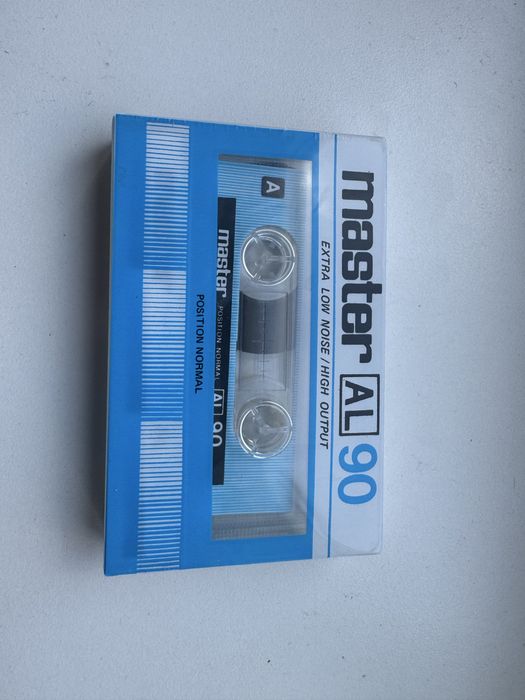 master AL 90
EXTRA LOW NOISE / HIGH OUTPUT
A
master POSITION NORMAL AL 90
POSITION NORMAL